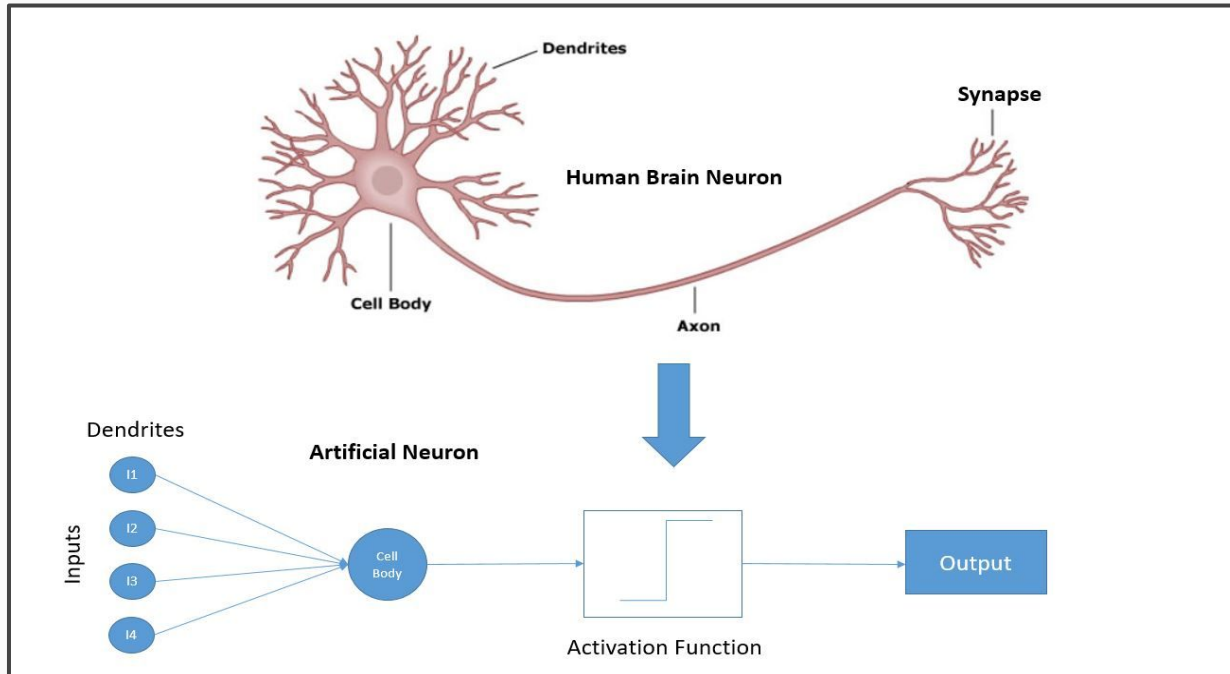 Dendrites
Synapse
Human Brain Neuron
Cell Body
Axon
Dendrites
Artificial Neuron
Inputs
I1
I2
I3
I4
Cell
Body
Activation Function
Output